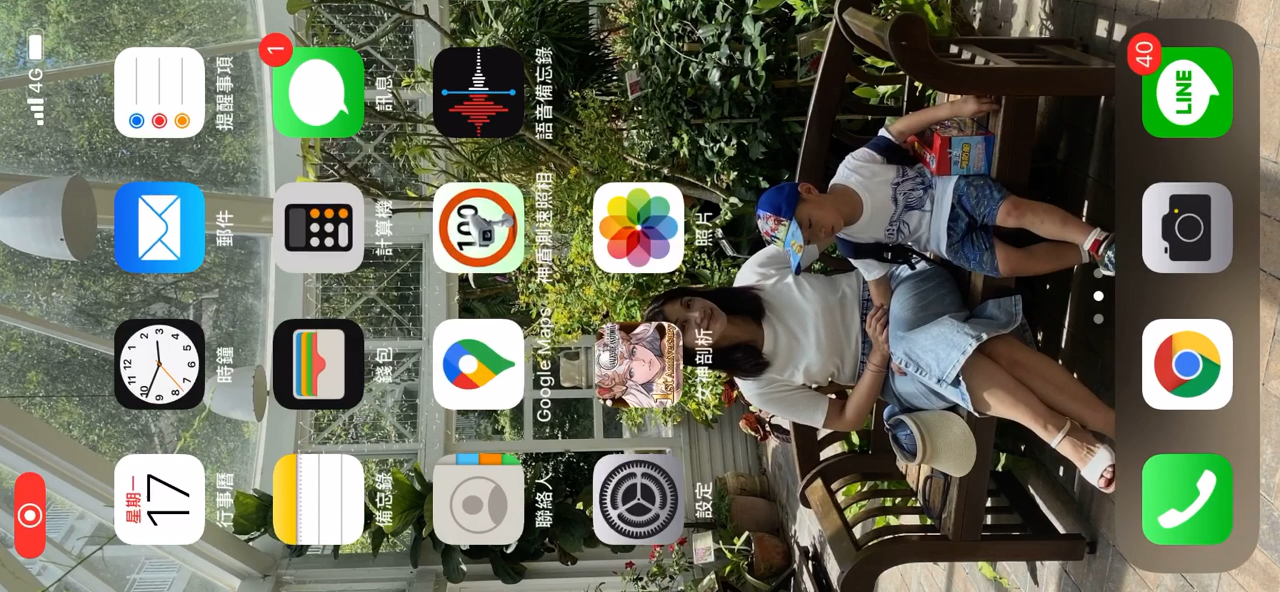 4G
星期一
17
行事曆 時鐘 郵件 提醒事項
1
備忘錄 錢包 計算機 訊息
100
聯絡人 Google Maps 神盾測速照相 語音備忘錄
設定 女神剖析 照片
40
LINE